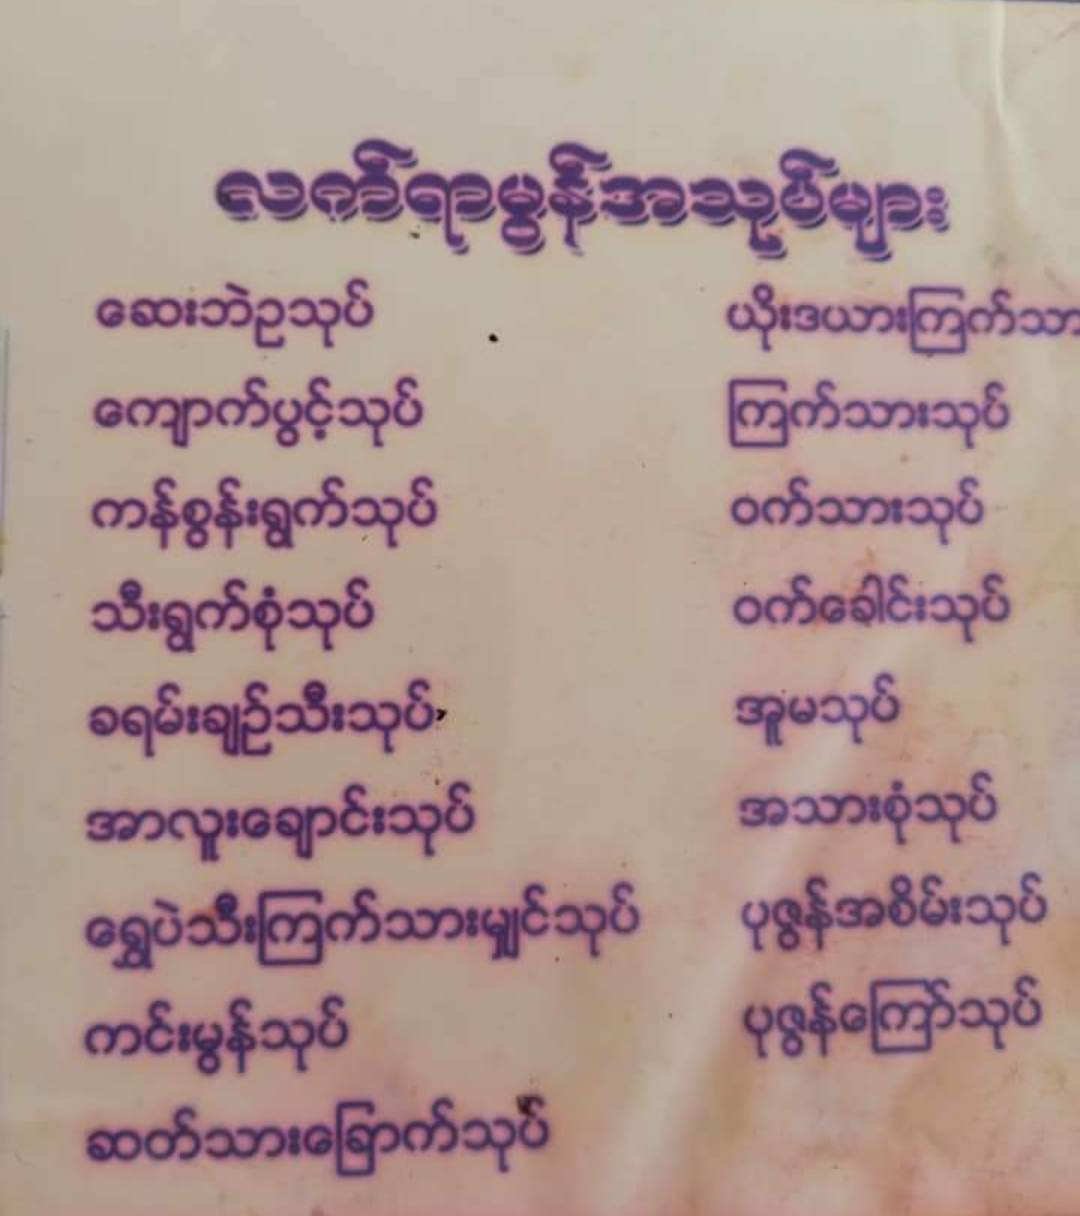 လက်ရာမွန်အသုပ်များ
ဆေးဘဲဥသုပ်
ကျောက်ပွင့်သုပ်
ကန်စွန်းရွက်သုပ်
သီးရွက်စုံသုပ်
ခရမ်းချဉ်သီးသုပ်
အာလူးချောင်းသုပ်
ရွှေပဲသီးကြက်သားမျှင်သုပ်
ကင်းမွန်သုပ်
ဆတ်သားခြောက်သုပ်
ယိုးဒယားကြက်သာ
ကြက်သားသုပ်
ဝက်သားသုပ်
ဝက်ခေါင်းသုပ်
အူမသုပ်
အသားစုံသုပ်
ပုဇွန်အစိမ်းသုပ်
ပုဇွန်ကြော်သုပ်